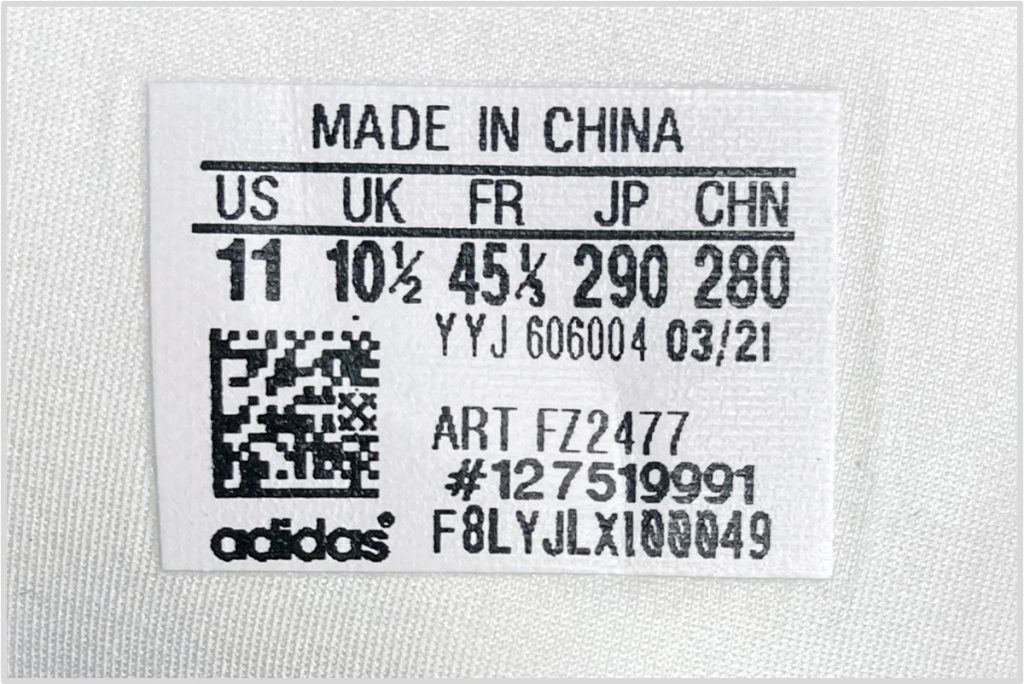 MADE IN CHINA
US UK FR JP CHN
11 10½ 45⅓ 290 280
YYJ 606004 03/21
ART FZ2477
#127519991
adidas® F8LYJLX100049